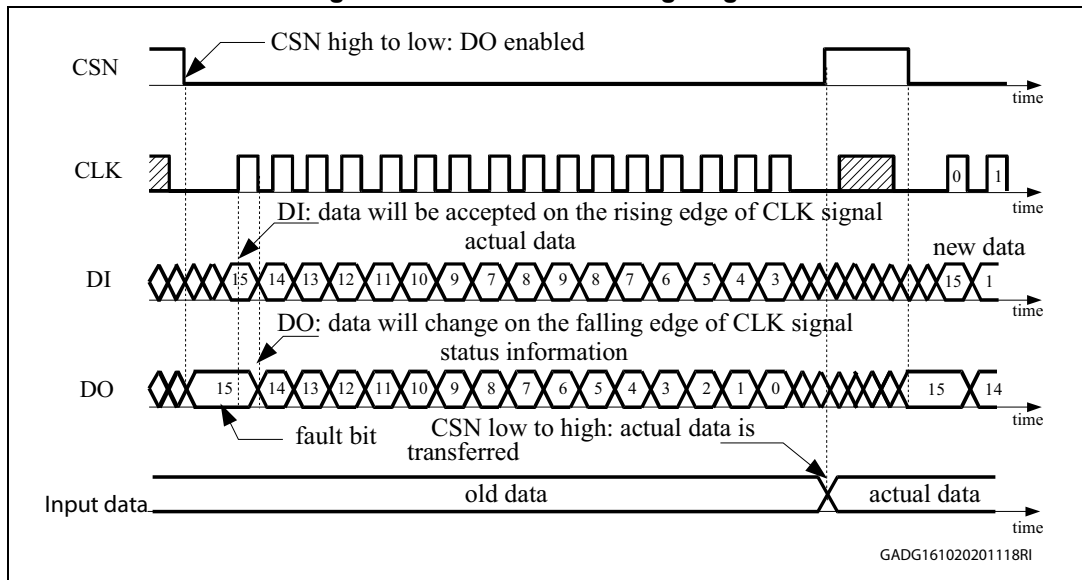 CSN high to low: DO enabled
CSN
time
CLK
0 1
time
DI: data will be accepted on the rising edge of CLK signal
actual data
new data
DI
15 14 13 12 11 10 9 7 8 9 8 7 6 5 4 3 15 1
time
DO: data will change on the falling edge of CLK signal
status information
DO
15 14 13 12 11 10 9 8 7 6 5 4 3 2 1 0 15 14
time
fault bit
CSN low to high: actual data is
transferred
Input data
old data
actual data
time
GADG161020201118RI